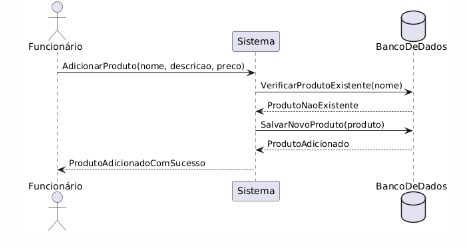 Funcionário
Sistema
BancoDeDados
AdicionarProduto(nome, descricao, preco)
VerificarProdutoExistente(nome)
ProdutoNaoExistente
SalvarNovoProduto(produto)
ProdutoAdicionado
ProdutoAdicionadoComSucesso
Funcionário
Sistema
BancoDeDados